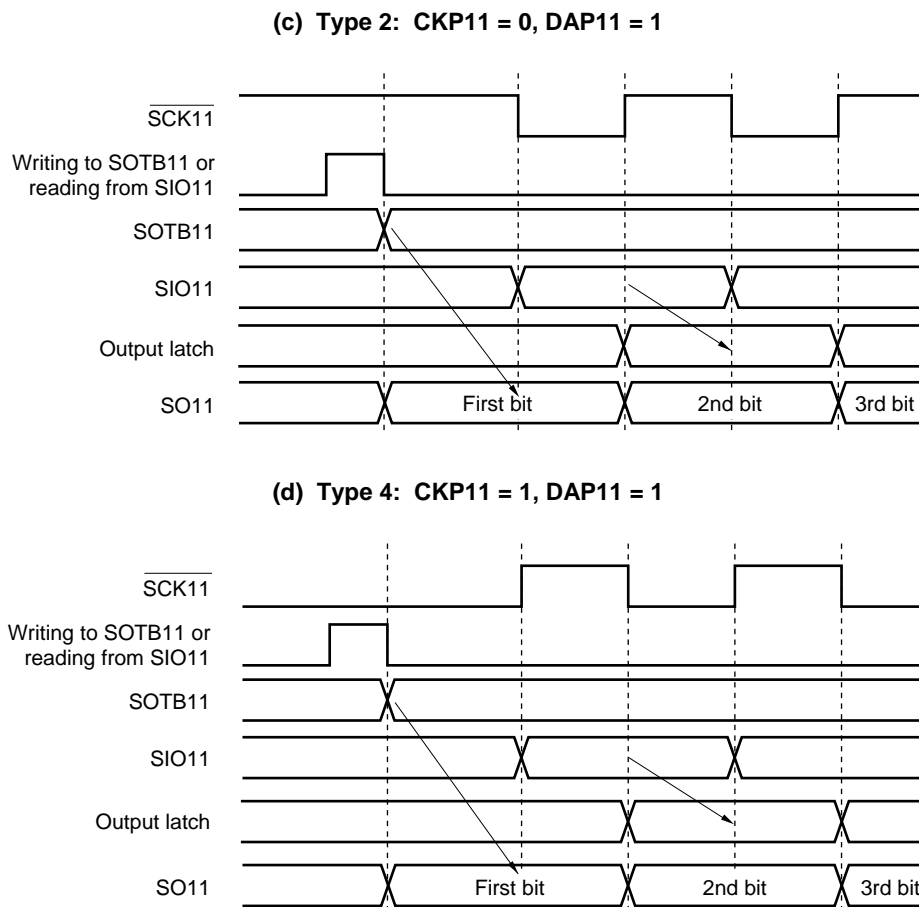 (c) Type 2: CKP11 = 0, DAP11 = 1
SCK11
Writing to SOTB11 or
reading from SIO11
SOTB11
SIO11
Output latch
SO11
First bit
2nd bit
3rd bit
(d) Type 4: CKP11 = 1, DAP11 = 1
SCK11
Writing to SOTB11 or
reading from SIO11
SOTB11
SIO11
Output latch
SO11
First bit
2nd bit
3rd bit